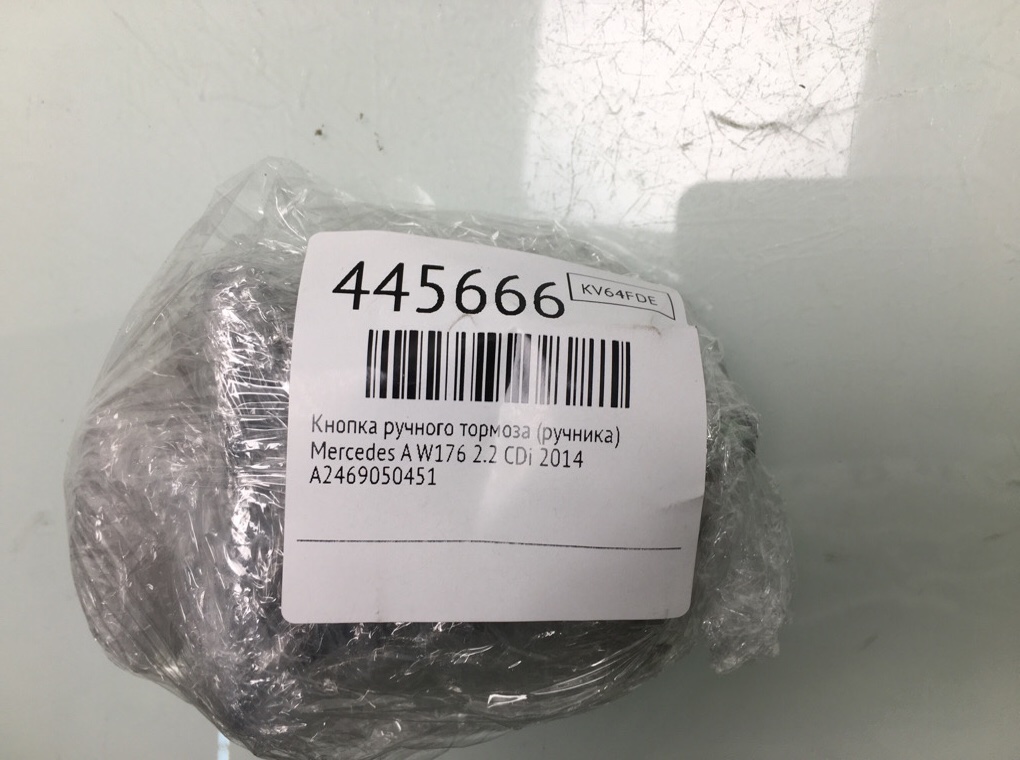 445666 KV64FDE
Кнопка ручного тормоза (ручника)
Mercedes A W176 2.2 CDi 2014
A2469050451